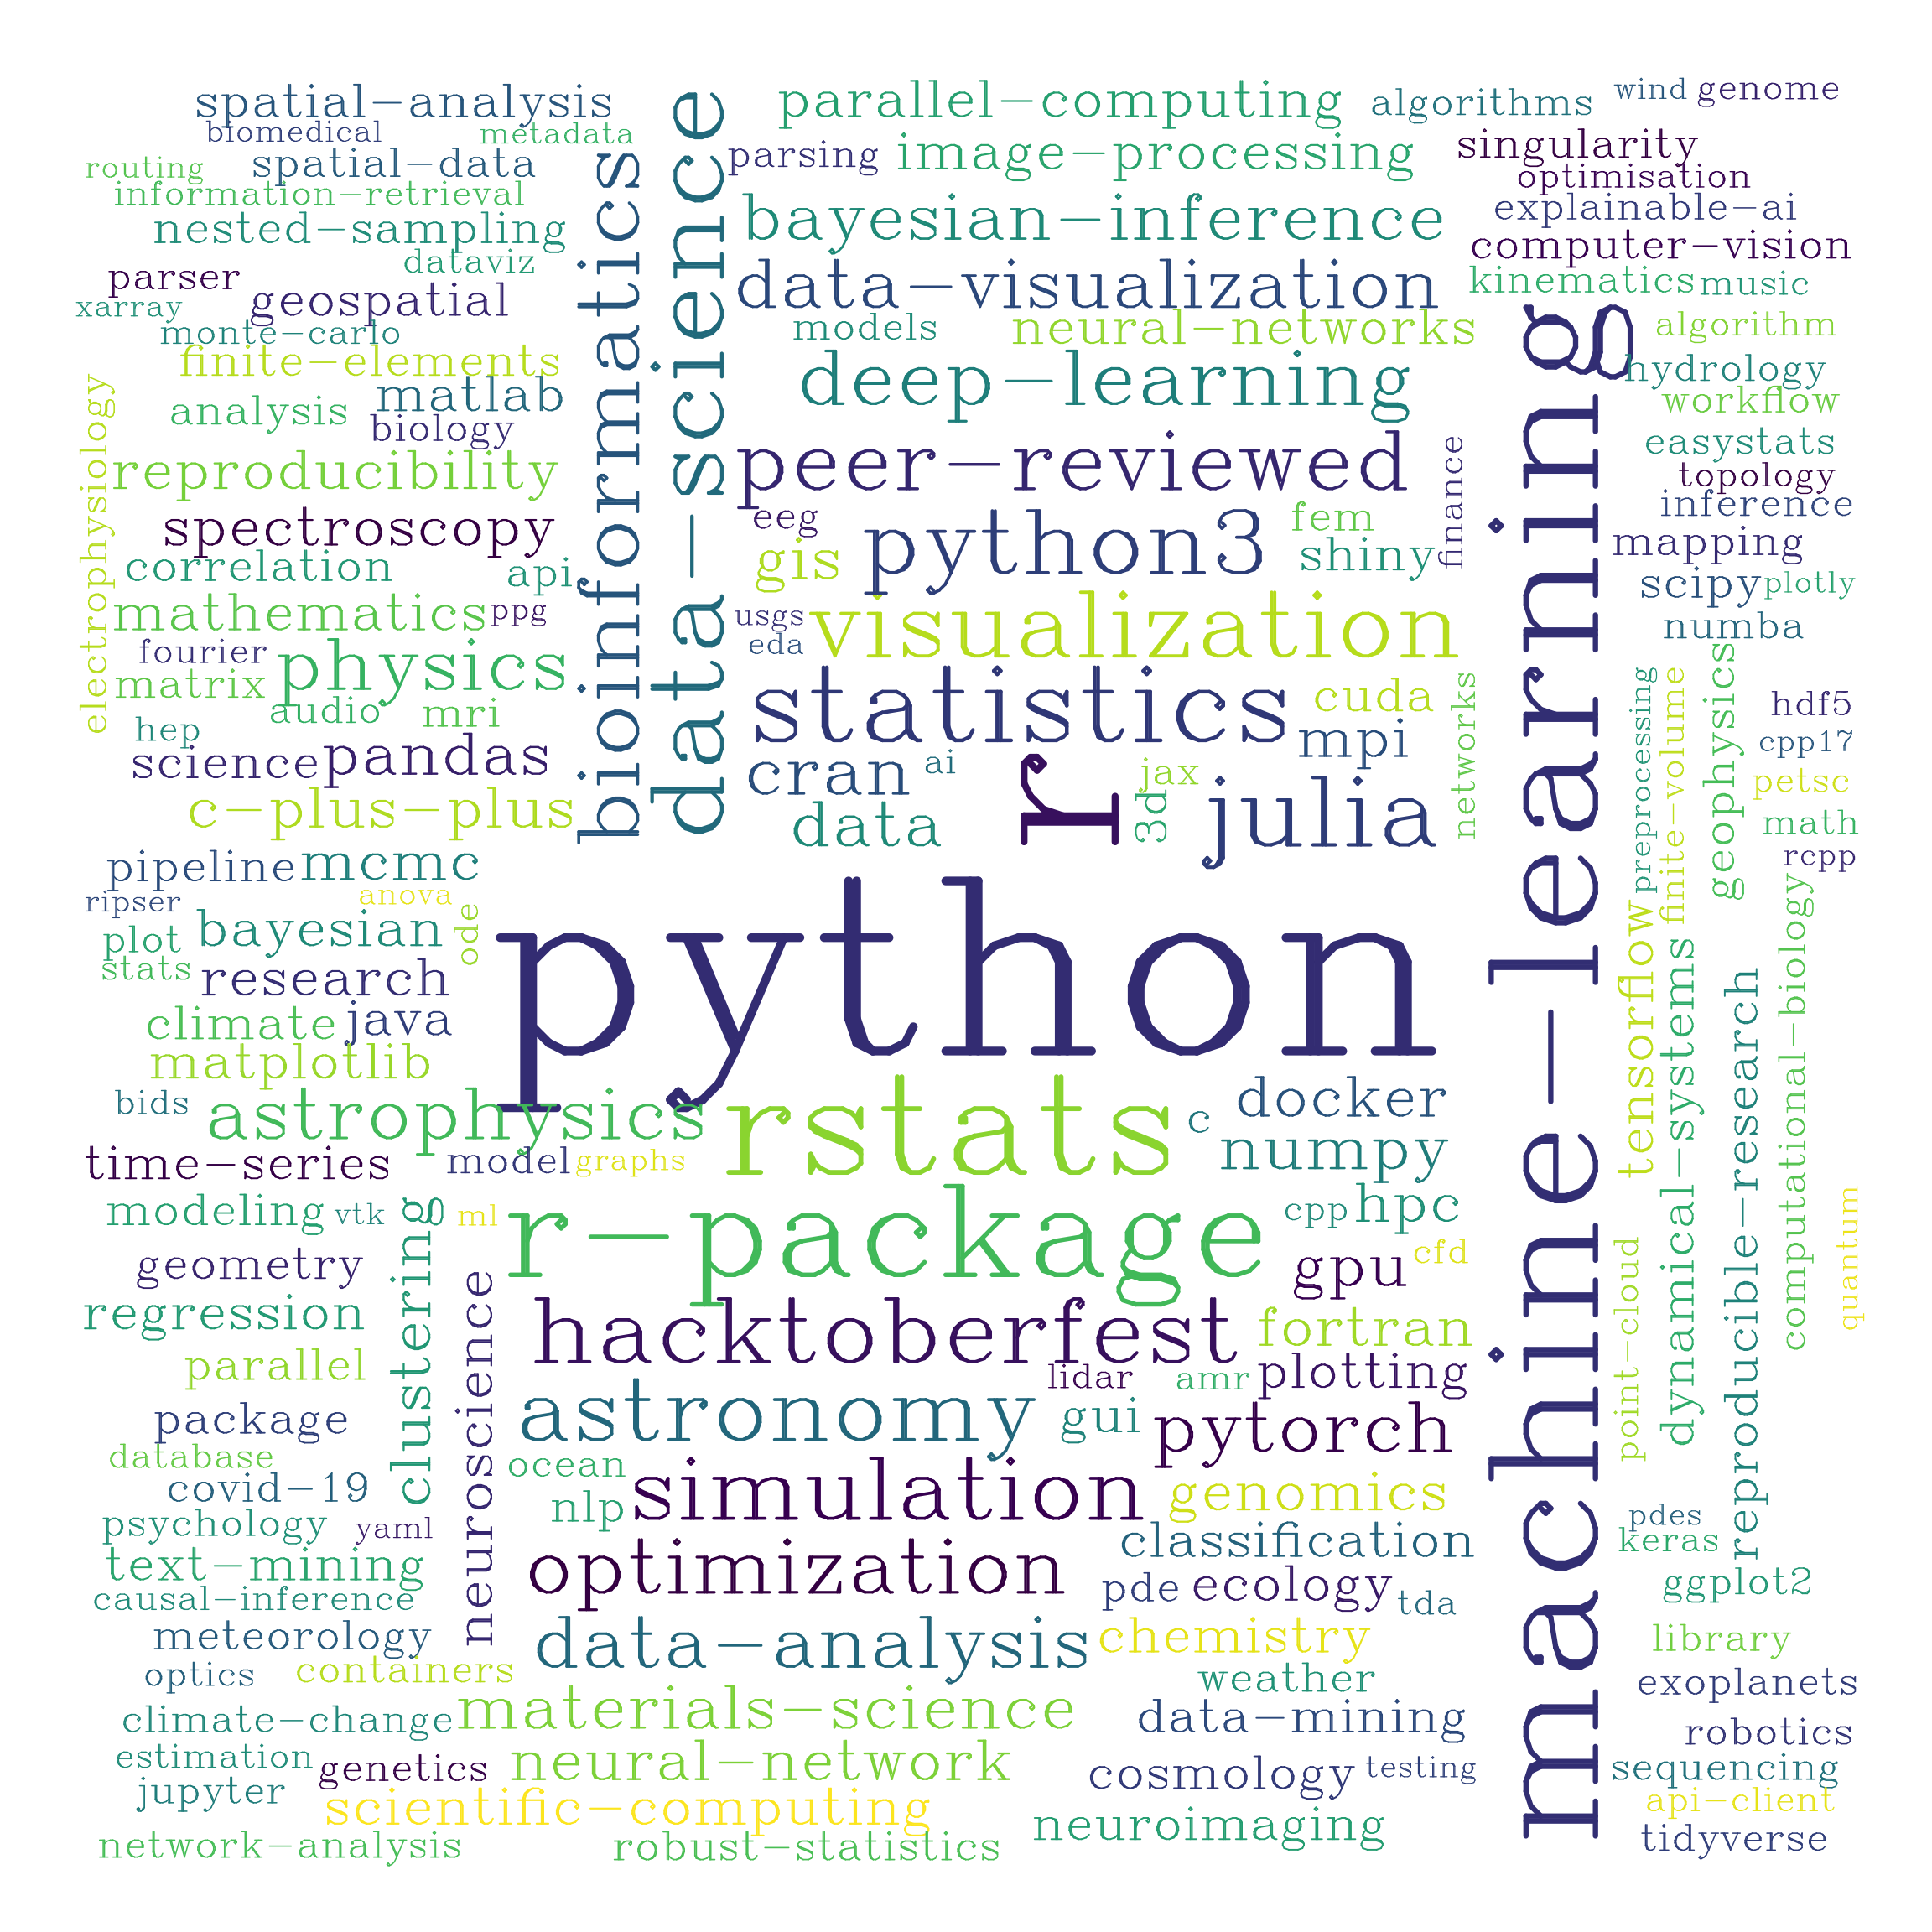 spatial-analysis
parallel-computing
algorithms
wind
genome
biomedical
metadata
parsing
image-processing
singularity
routing
spatial-data
optimisation
information-retrieval
nested-sampling
bayesian-inference
explainable-ai
dataviz
computer-vision
parser
geospatial
data-visualization
kinematics
music
xarray
monte-carlo
models
neural-networks
algorithm
finite-elements
matlab
deep-learning
hydrology
analysis
biology
workflow
bioinformatics
data-science
machine-learning
electrophysiology
reproducibility
peer-reviewed
finance
easystats
topology
inference
spectroscopy
eeg
python3
fem
mapping
correlation
api
gis
shiny
scipy
plotly
mathematics
ppg
usgs
visualization
numba
fourier
physics
eda
matrix
audio
mri
statistics
cuda
networks
preprocessing
finite-volume
geophysics
hdf5
hep
mpi
cpp17
science
pandas
cran
ai
r
jax
3d
julia
petsc
c-plus-plus
data
math
pipeline
mcmc
rcpp
ripser
anova
python
plot
bayesian
ode
stats
research
tensorflow
dynamical-systems
reproducible-research
computational-biology
climate
java
matplotlib
bids
astrophysics
rstats
c
docker
time-series
model
graphs
numpy
modeling
vtk
clustering
ml
r-package
cpp
hpc
quantum
geometry
gpu
cfd
point-cloud
regression
neuroscience
hacktoberfest
fortran
parallel
lidar
amr
plotting
package
astronomy
gui
pytorch
database
covid-19
ocean
simulation
genomics
psychology
yaml
nlp
pdes
text-mining
classification
keras
causal-inference
optimization
pde
ecology
tda
ggplot2
meteorology
data-analysis
chemistry
library
optics
containers
weather
exoplanets
climate-change
materials-science
data-mining
robotics
estimation
genetics
neural-network
cosmology
testing
sequencing
jupyter
scientific-computing
api-client
network-analysis
robust-statistics
neuroimaging
tidyverse